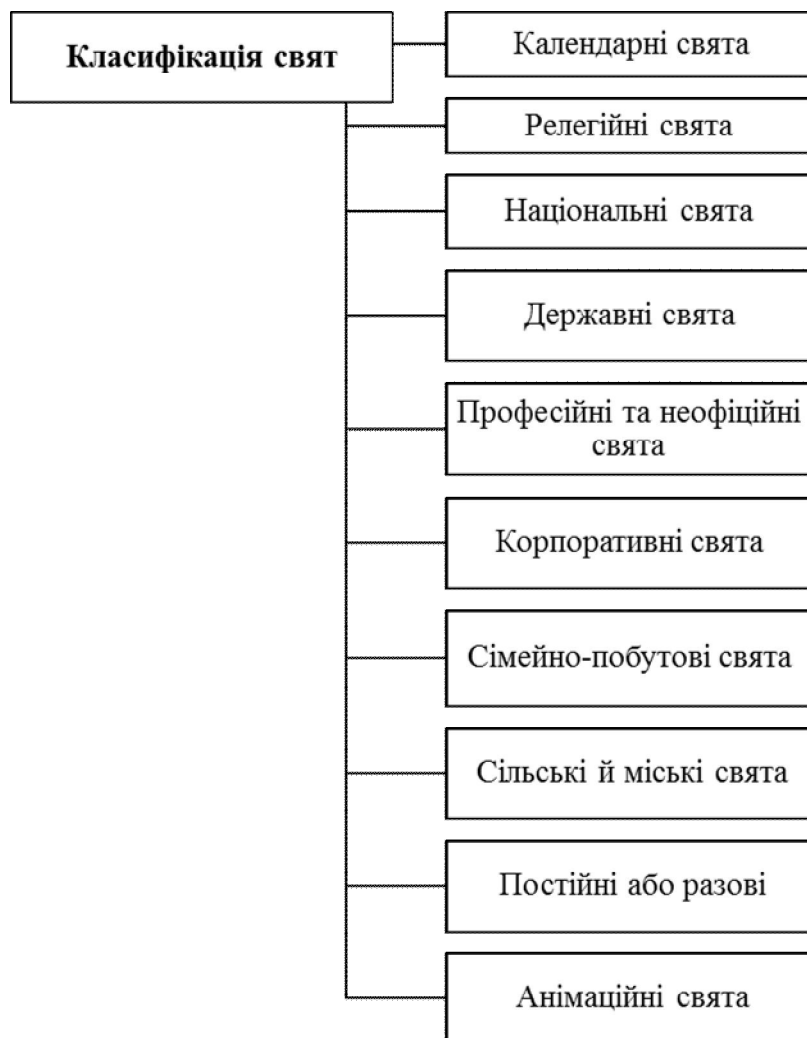 Класифікація свят
Календарні свята
Релегійні свята
Національні свята
Державні свята
Професійні та неофіційні
свята
Корпоративні свята
Сімейно-побутові свята
Сільські й міські свята
Постійні або разові
Анімаційні свята